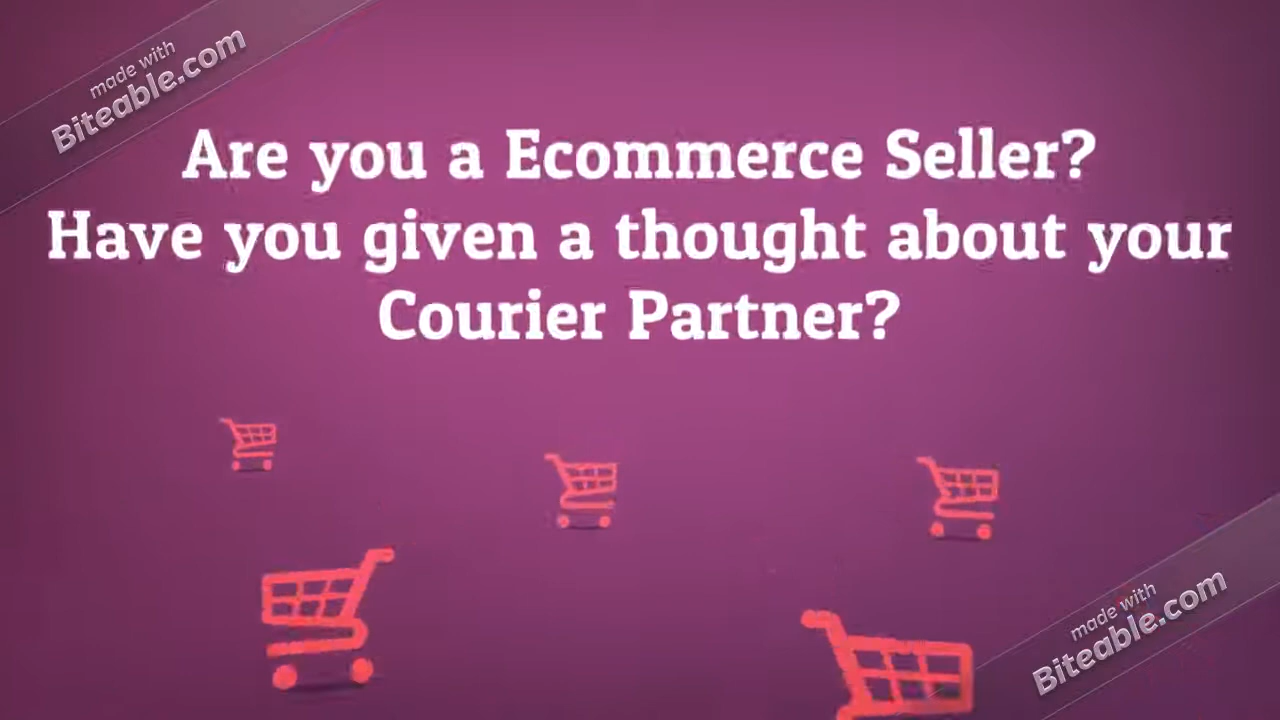 made with
Biteable.com
Are you a Ecommerce Seller?
Have you given a thought about your
Courier Partner?
made with
Biteable.com